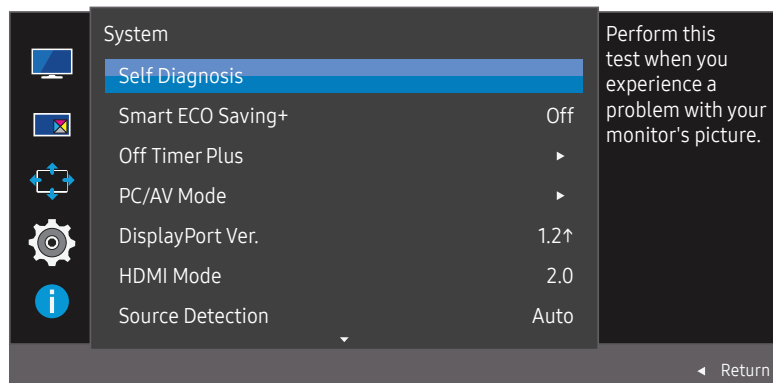 System
Self Diagnosis
Smart ECO Saving+ Off
Off Timer Plus ►
PC/AV Mode ►
DisplayPort Ver. 1.2↑
HDMI Mode 2.0
Source Detection Auto
Perform this
test when you
experience a
problem with your
monitor's picture.
◄ Return